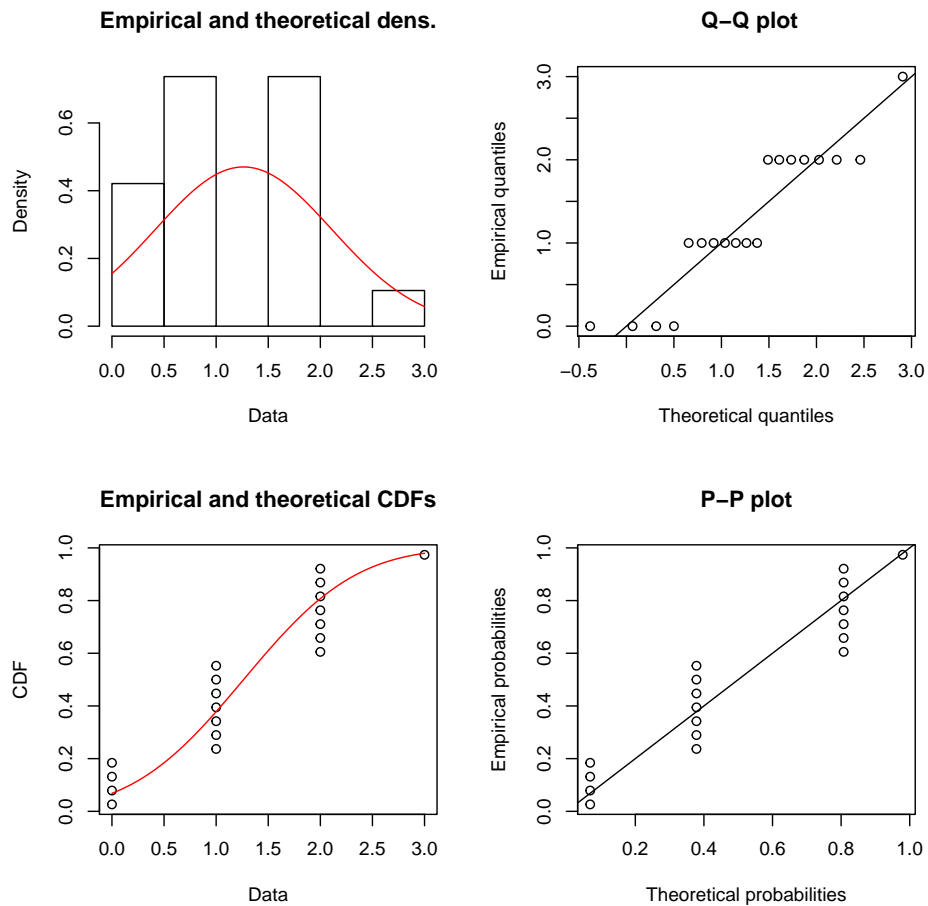 Empirical and theoretical dens.
Density
0.0 0.2 0.4 0.6
0.0 0.5 1.0 1.5 2.0 2.5 3.0
Data
Q−Q plot
Empirical quantiles
0.0 1.0 2.0 3.0
−0.5 0.5 1.0 1.5 2.0 2.5 3.0
Theoretical quantiles
Empirical and theoretical CDFs
CDF
0.0 0.2 0.4 0.6 0.8 1.0
0.0 0.5 1.0 1.5 2.0 2.5 3.0
Data
P−P plot
Empirical probabilities
0.0 0.2 0.4 0.6 0.8 1.0
0.2 0.4 0.6 0.8 1.0
Theoretical probabilities